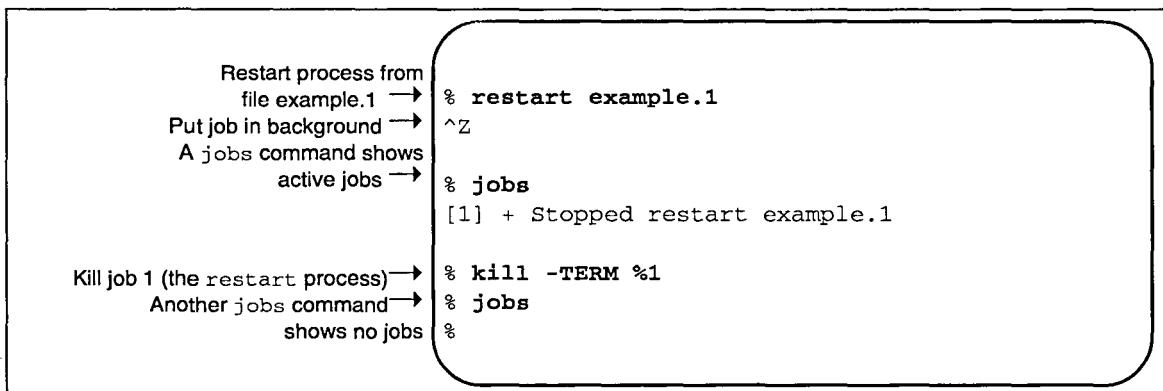 Restart process from
file example.1 → % restart example.1
Put job in background → ^Z
A jobs command shows
active jobs → % jobs
[1] + Stopped restart example.1
Kill job 1 (the restart process) → % kill -TERM %1
Another jobs command → % jobs
shows no jobs %